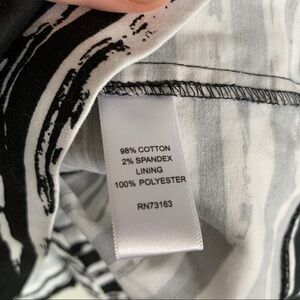 98% COTTON
2% SPANDEX
LINING
100% POLYESTER
RN73163